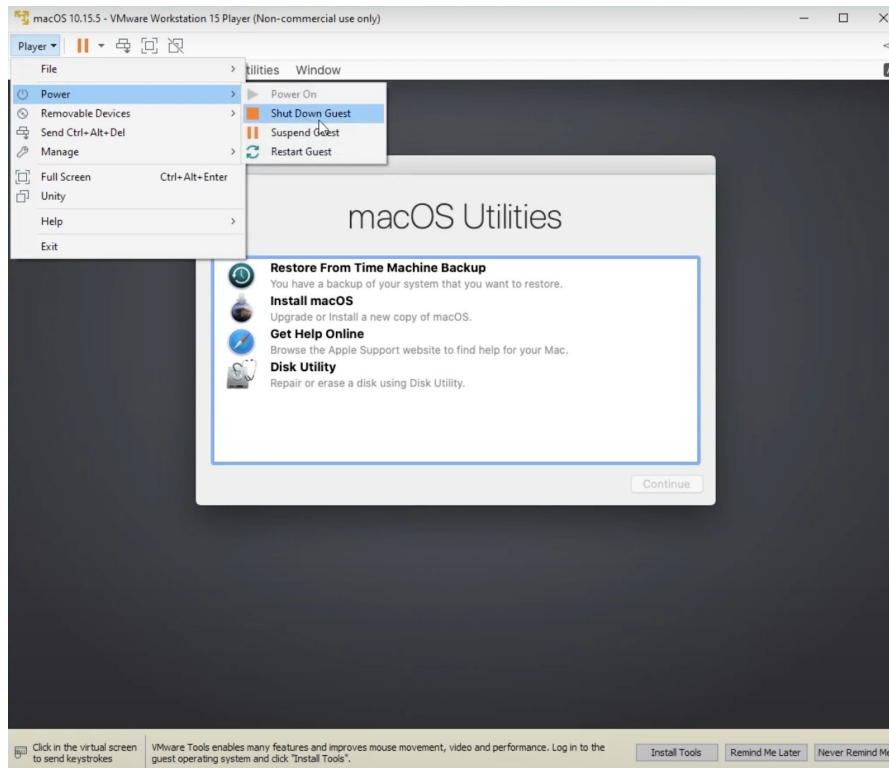 macOS 10.15.5 - VMware Workstation 15 Player (Non-commercial use only)
Player
File
tilities Window
Power
Power On
Removable Devices
Shut Down Guest
Send Ctrl+Alt+Del
Suspend Guest
Manage
Restart Guest
Full Screen Ctrl+Alt+Enter
Unity
Help
Exit
macOS Utilities
Restore From Time Machine Backup
You have a backup of your system that you want to restore.
Install macOS
Upgrade or Install a new copy of macOS.
Get Help Online
Browse the Apple Support website to find help for your Mac.
Disk Utility
Repair or erase a disk using Disk Utility.
Continue
Click in the virtual screen
to send keystrokes
VMware Tools enables many features and improves mouse movement, video and performance. Log in to the
guest operating system and click "Install Tools".
Install Tools
Remind Me Later
Never Remind Me